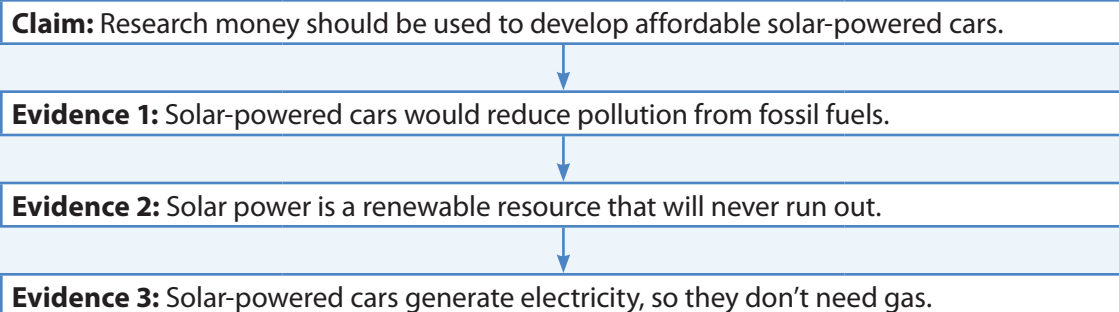 Claim: Research money should be used to develop affordable solar-powered cars.
Evidence 1: Solar-powered cars would reduce pollution from fossil fuels.
Evidence 2: Solar power is a renewable resource that will never run out.
Evidence 3: Solar-powered cars generate electricity, so they don’t need gas.